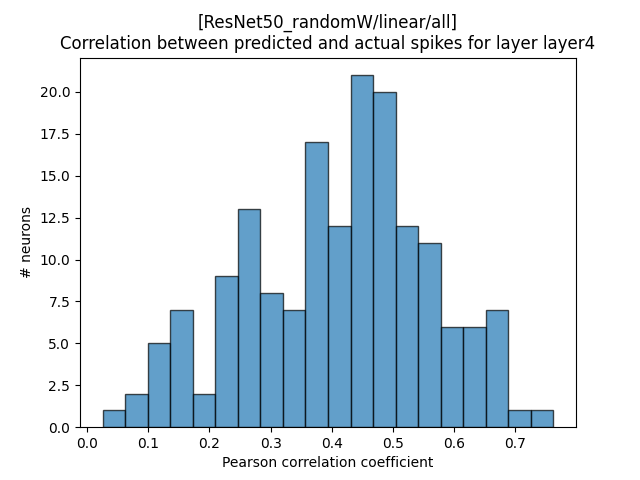 [ResNet50_randomW/linear/all]
Correlation between predicted and actual spikes for layer layer4
20.0
17.5
15.0
12.5
10.0
7.5
5.0
2.5
0.0
# neurons
0.0 0.1 0.2 0.3 0.4 0.5 0.6 0.7
Pearson correlation coefficient